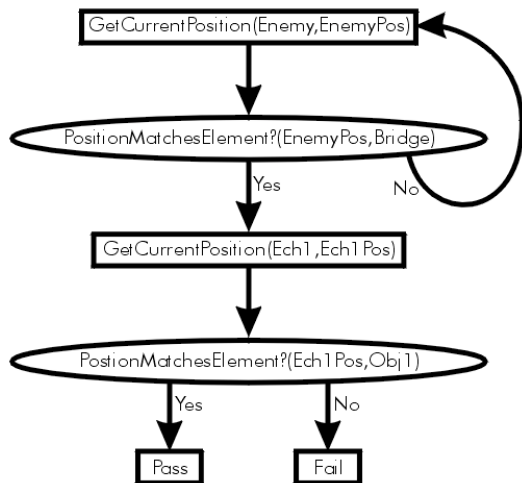 GetCurrentPosition(Enemy,EnemyPos)
PositionMatchesElement?(EnemyPos,Bridge)
Yes
No
GetCurrentPosition(Ech1,Ech1Pos)
PostionMatchesElement?(Ech1Pos,Obj1)
Yes
No
Pass
Fail